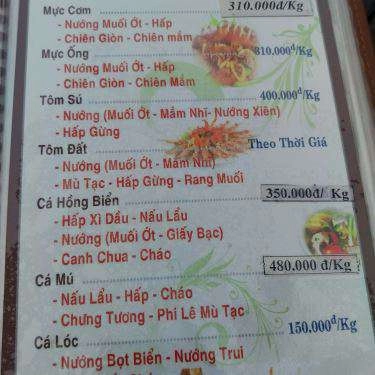 Mực Cơm 310.000đ/Kg
- Nướng Muối Ớt - Hấp
- Chiên Giòn - Chiên mắm
Mực Ống 310.000đ/Kg
- Nướng Muối Ớt - Hấp
- Chiên Giòn - Chiên Mắm
Tôm Sú 400.000đ/Kg
- Nướng (Muối Ớt - Mắm Nhĩ- Nướng Xiên)
- Hấp Gừng
Tôm Đất Theo Thời Giá
- Nướng (Muối Ớt - Mắm Nhĩ)
- Mù Tạc - Hấp Gừng - Rang Muối
Cá Hồng Biển 350.000đ/ Kg
- Hấp Xì Dầu - Nấu Lẩu
- Nướng (Muối Ớt - Giấy Bạc)
- Canh Chua - Cháo
Cá Mú 480.000 đ/Kg
- Nấu Lẩu - Hấp - Cháo
- Chưng Tương - Phi Lê Mù Tạc
Cá Lóc 150.000đ/Kg
- Nướng Bọt Biển - Nướng Trui